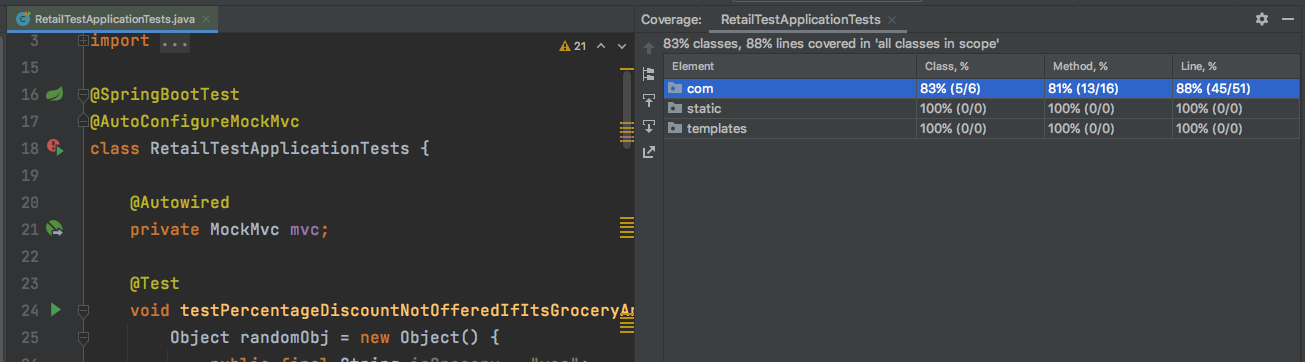 RetailTestApplicationTests.java
3 import ...
21
15
16 @SpringBootTest
17 @AutoConfigureMockMvc
18 class RetailTestApplicationTests {
19
20 @Autowired
21 private MockMvc mvc;
22
23 @Test
24 void testPercentageDiscountNotOfferedIfItsGroceryAn
25 Object randomObj = new Object() {
Coverage: RetailTestApplicationTests
83% classes, 88% lines covered in 'all classes in scope'
Element Class, % Method, % Line, %
com 83% (5/6) 81% (13/16) 88% (45/51)
static 100% (0/0) 100% (0/0) 100% (0/0)
templates 100% (0/0) 100% (0/0) 100% (0/0)